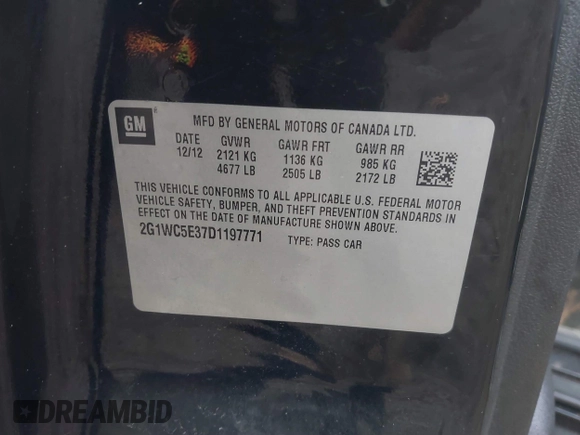 GM
MFD BY GENERAL MOTORS OF CANADA LTD.
DATE GVWR GAWR FRT GAWR RR
12/12 2121 KG 1136 KG 985 KG
4677 LB 2505 LB 2172 LB
THIS VEHICLE CONFORMS TO ALL APPLICABLE U.S. FEDERAL MOTOR
VEHICLE SAFETY, BUMPER, AND THEFT PREVENTION STANDARDS IN
EFFECT ON THE DATE OF MANUFACTURE SHOWN ABOVE.
2G1WC5E37D1197771 TYPE: PASS CAR
DREAMBID